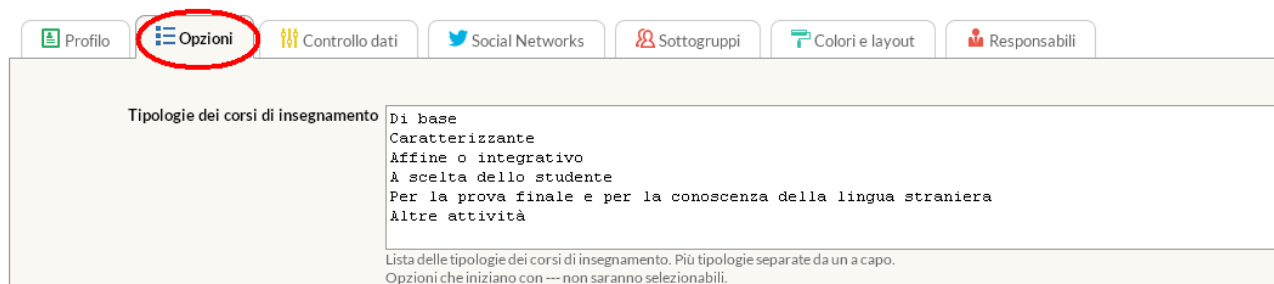 Profilo Opzioni Controllo dati Social Networks Sottogruppi Colori e layout Responsabili
Tipologie dei corsi di insegnamento
Di base
Caratterizzante
Affine o integrativo
A scelta dello studente
Per la prova finale e per la conoscenza della lingua straniera
Altre attività
Lista delle tipologie dei corsi di insegnamento. Più tipologie separate da un a capo.
Opzioni che iniziano con --- non saranno selezionabili.